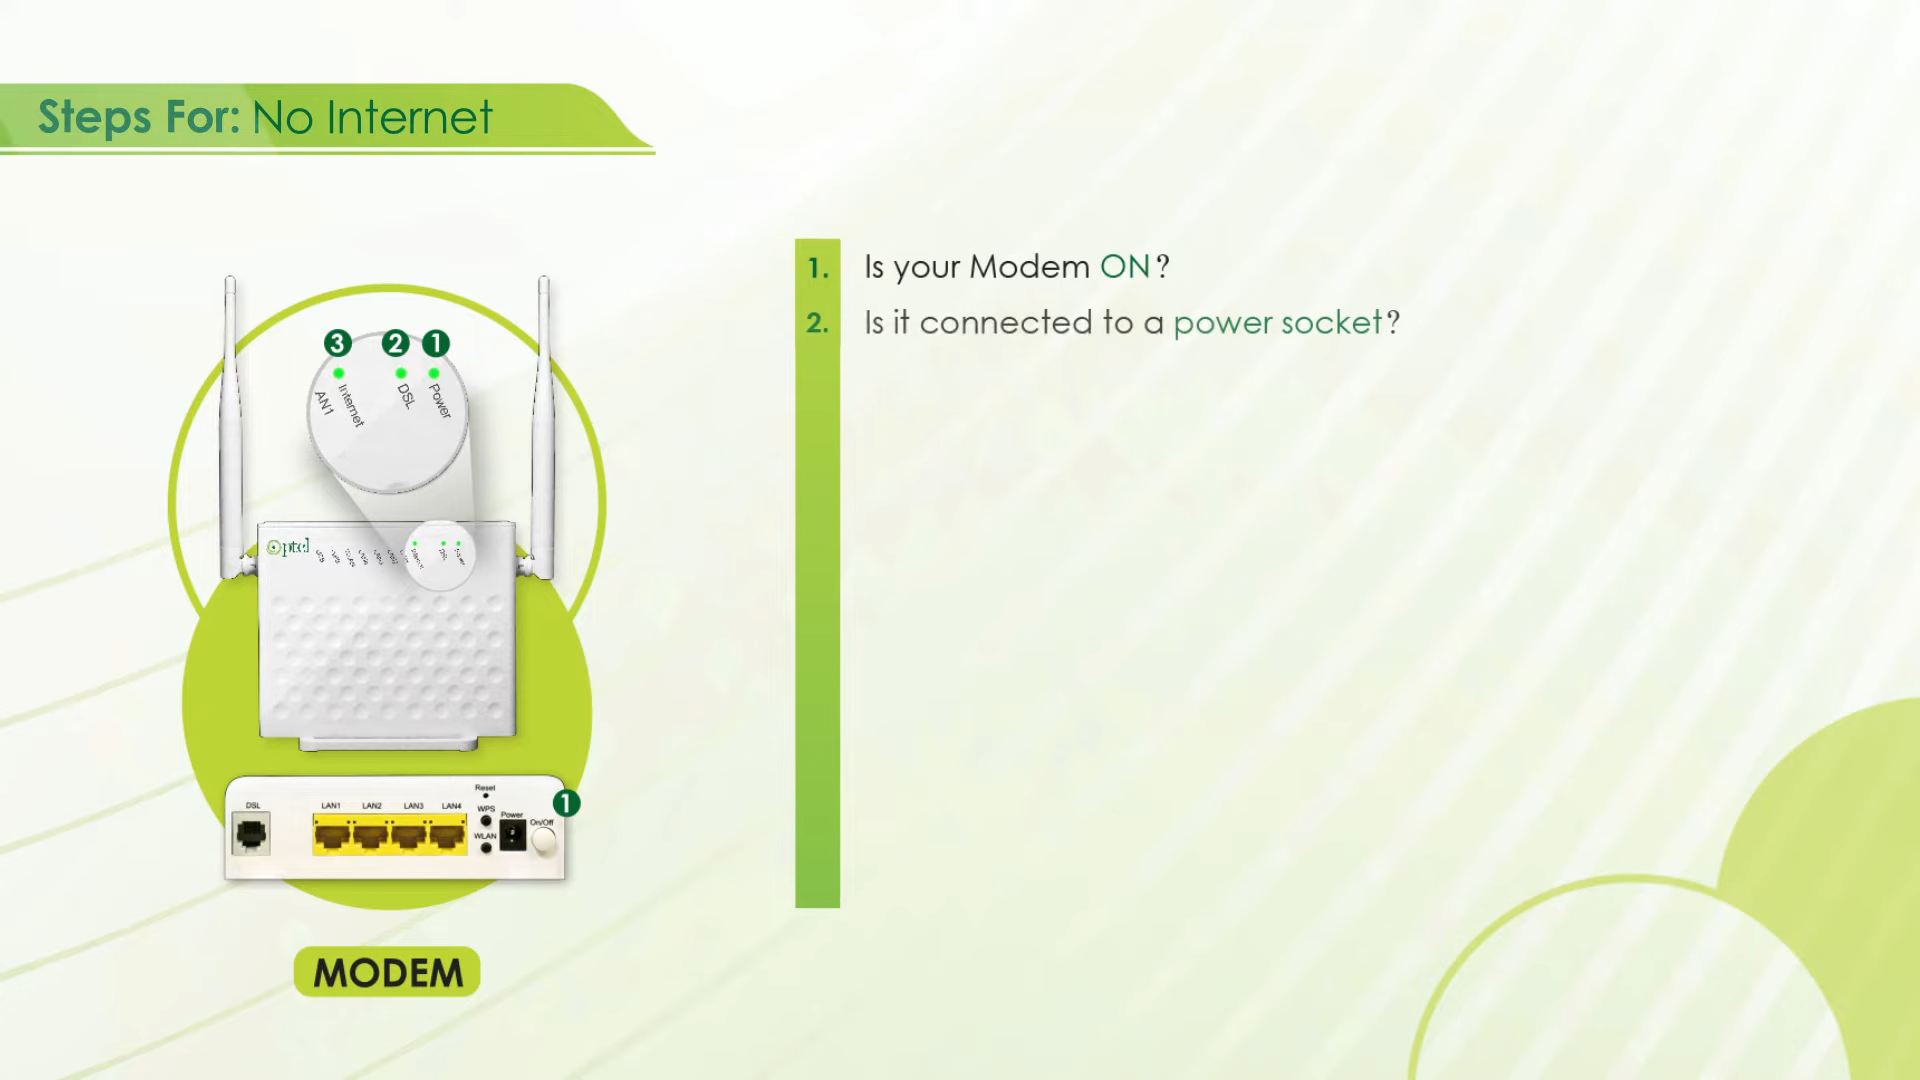 Steps For: No Internet
1. Is your Modem ON?
2. Is it connected to a power socket?
3 2 1
AN1 Internet DSL Power
ptcl
DSL
LAN1 LAN2 LAN3 LAN4
Reset
WPS
WLAN
Power
On/Off
1
MODEM